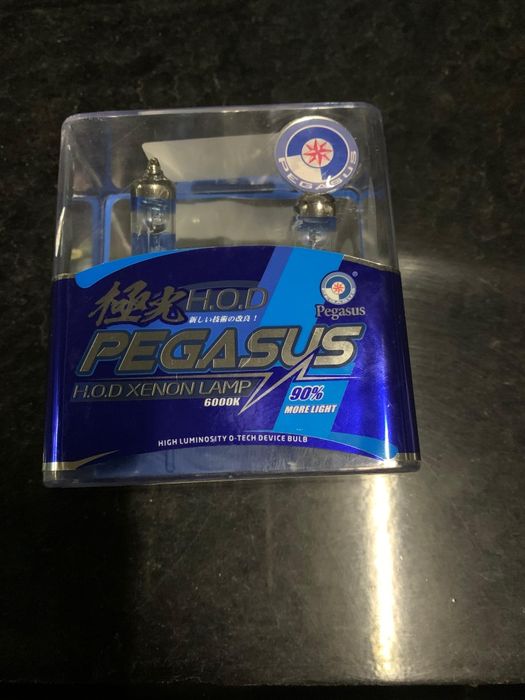 PEGASUS
極光 H.O.D
新しい技術の改良！
Pegasus
PEGASUS
H.O.D XENON LAMP
6000K
90%
MORE LIGHT
HIGH LUMINOSITY O-TECH DEVICE BULB